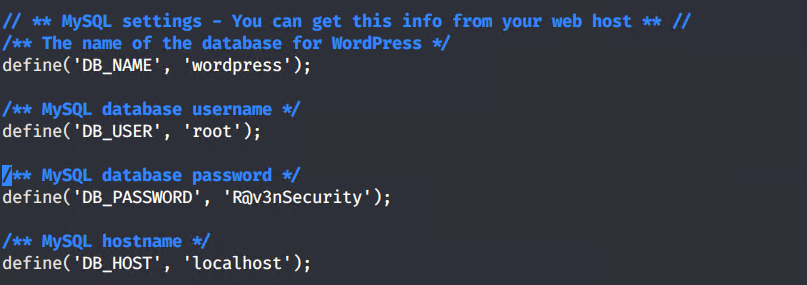 // ** MySQL settings - You can get this info from your web host ** //
/** The name of the database for WordPress */
define('DB_NAME', 'wordpress');
/** MySQL database username */
define('DB_USER', 'root');
/** MySQL database password */
define('DB_PASSWORD', 'R@v3nSecurity');
/** MySQL hostname */
define('DB_HOST', 'localhost');